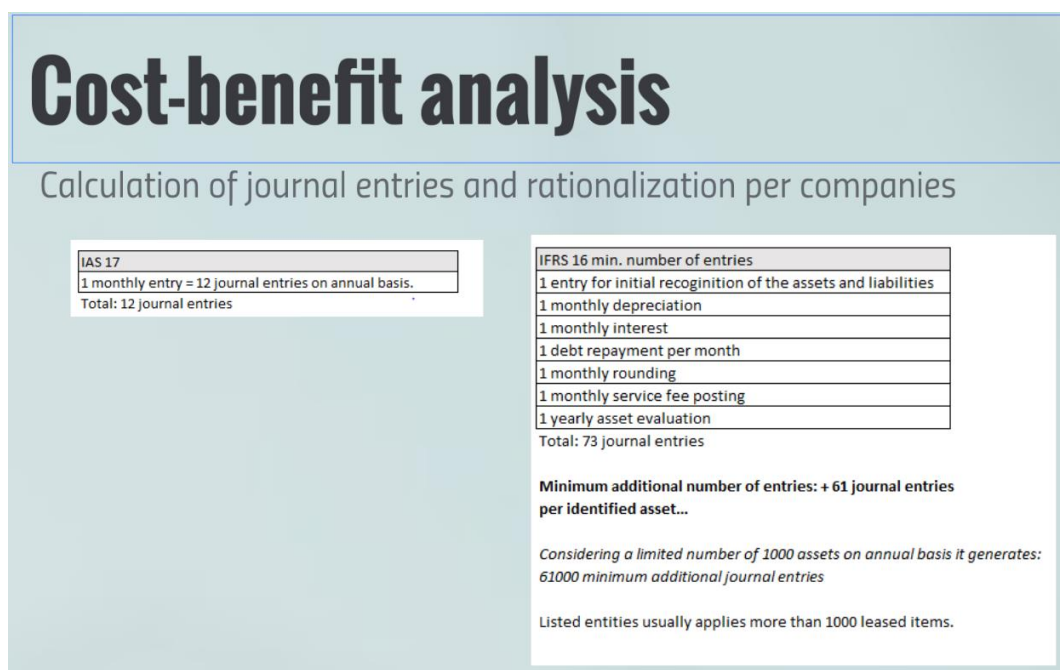 Cost-benefit analysis
Calculation of journal entries and rationalization per companies
IAS 17
1 monthly entry = 12 journal entries on annual basis.
Total: 12 journal entries
IFRS 16 min. number of entries
1 entry for initial recoginition of the assets and liabilities
1 monthly depreciation
1 monthly interest
1 debt repayment per month
1 monthly rounding
1 monthly service fee posting
1 yearly asset evaluation
Total: 73 journal entries
Minimum additional number of entries: + 61 journal entries
per identified asset...
Considering a limited number of 1000 assets on annual basis it generates:
61000 minimum additional journal entries
Listed entities usually applies more than 1000 leased items.